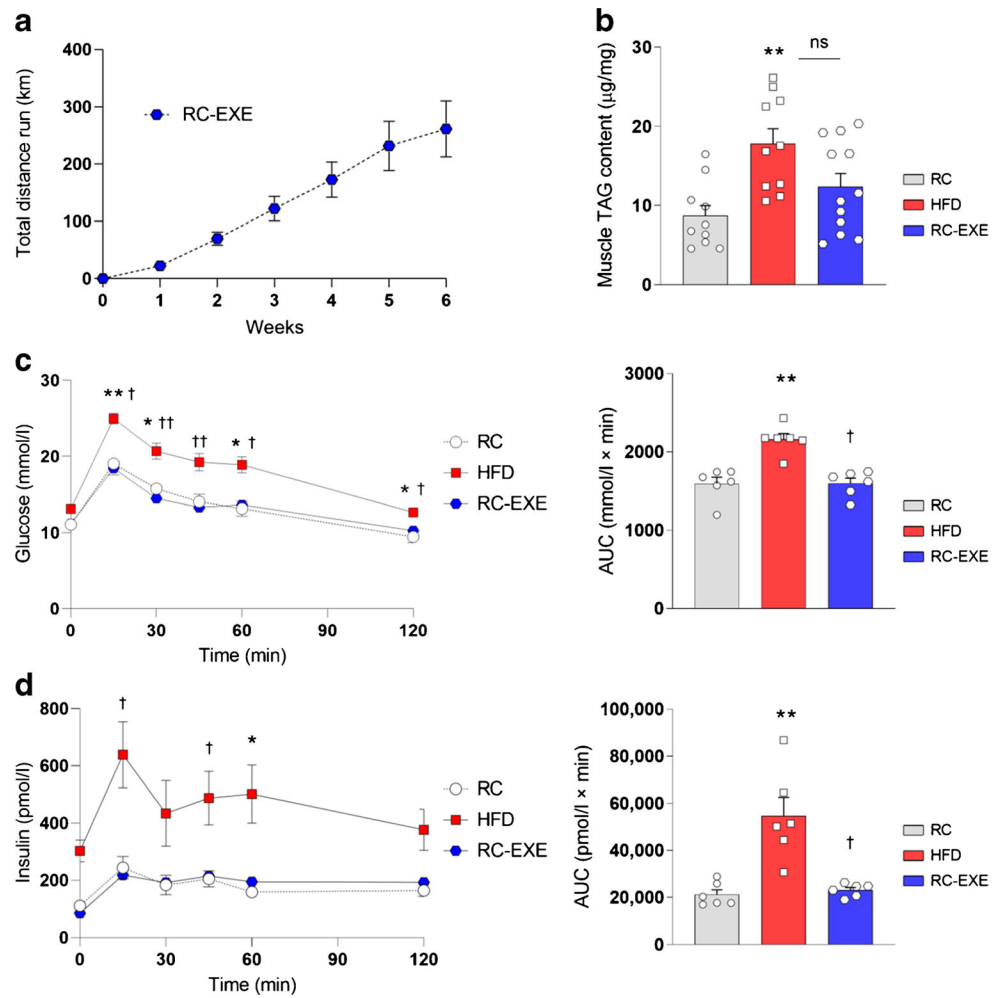 a
Total distance run (km)
400
300
200
100
0
RC-EXE
0 1 2 3 4 5 6
Weeks
b
Muscle TAG content (µg/mg)
30
20
10
0
**
ns
RC
HFD
RC-EXE
c
Glucose (mmol/l)
30
20
10
0
** †
* ††
††
* †
* †
RC
HFD
RC-EXE
0 30 60 90 120
Time (min)
AUC (mmol/l × min)
3000
2000
1000
0
**
†
RC
HFD
RC-EXE
d
Insulin (pmol/l)
800
600
400
200
0
†
†
*
RC
HFD
RC-EXE
0 30 60 90 120
Time (min)
AUC (pmol/l × min)
100,000
80,000
60,000
40,000
20,000
0
**
†
RC
HFD
RC-EXE